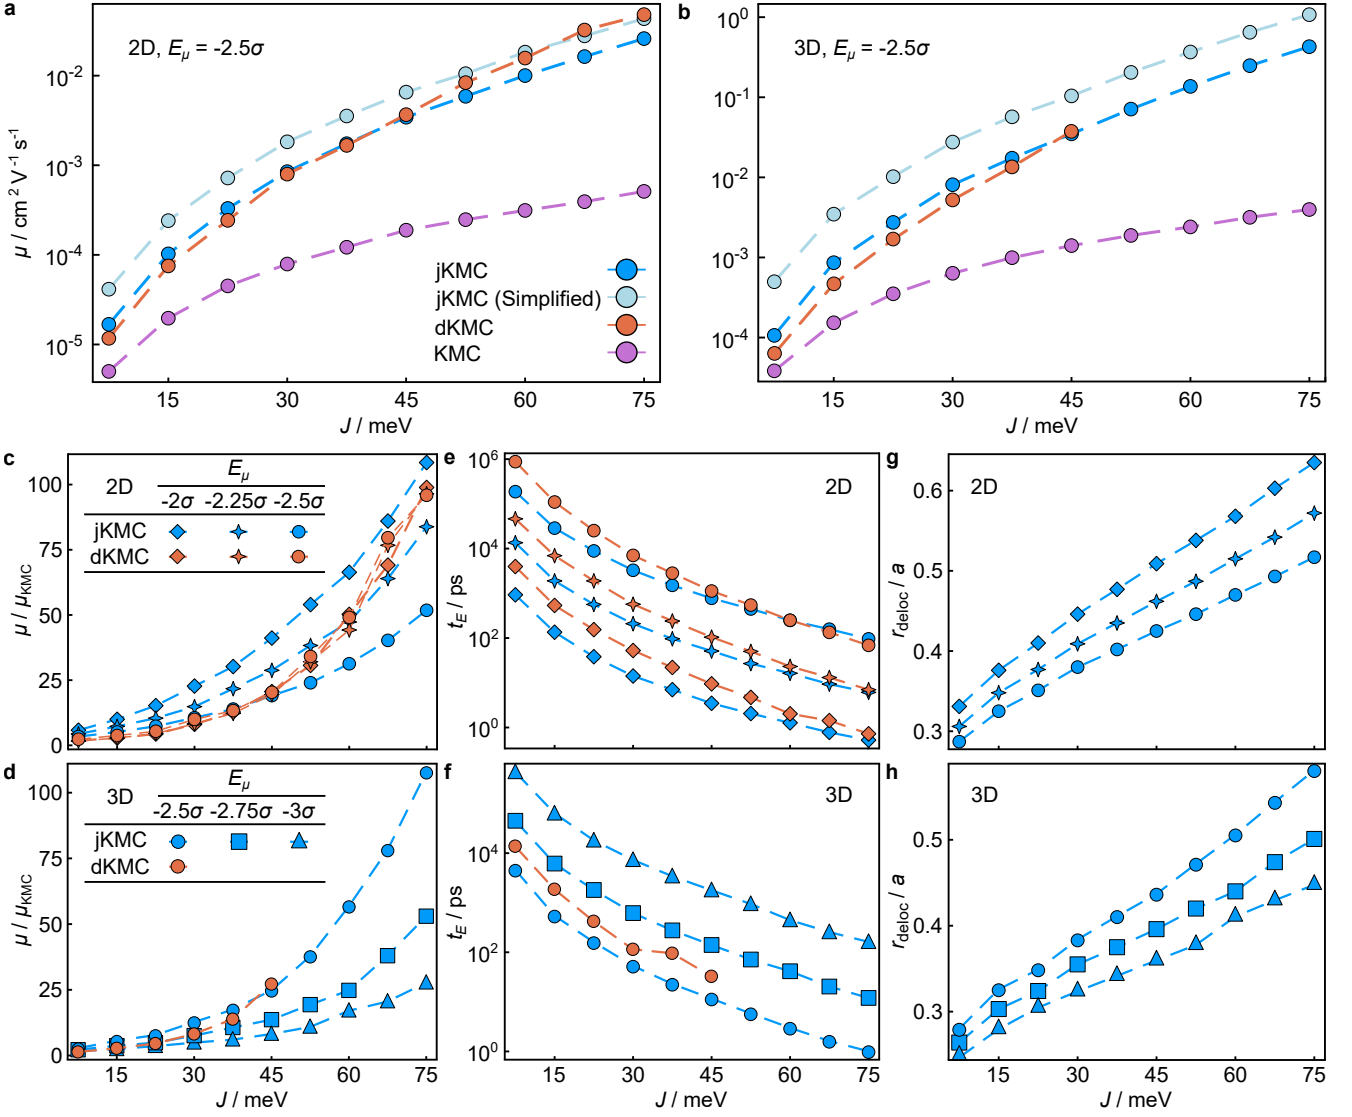 a
2D, Eμ = -2.5σ
μ / cm² V⁻¹ s⁻¹
10⁻²
10⁻³
10⁻⁴
10⁻⁵
jKMC
jKMC (Simplified)
dKMC
KMC
15 30 45 60 75
J / meV
b
3D, Eμ = -2.5σ
10⁰
10⁻¹
10⁻²
10⁻³
10⁻⁴
15 30 45 60 75
J / meV
c
2D
Eμ
-2σ -2.25σ -2.5σ
jKMC
dKMC
μ / μKMC
100
75
50
25
0
e
2D
tE / ps
10⁶
10⁴
10²
10⁰
g
2D
rdeloc / a
0.6
0.5
0.4
0.3
d
3D
Eμ
-2.5σ -2.75σ -3σ
jKMC
dKMC
μ / μKMC
100
75
50
25
0
15 30 45 60 75
J / meV
f
3D
tE / ps
10⁴
10²
10⁰
15 30 45 60 75
J / meV
h
3D
rdeloc / a
0.5
0.4
0.3
15 30 45 60 75
J / meV